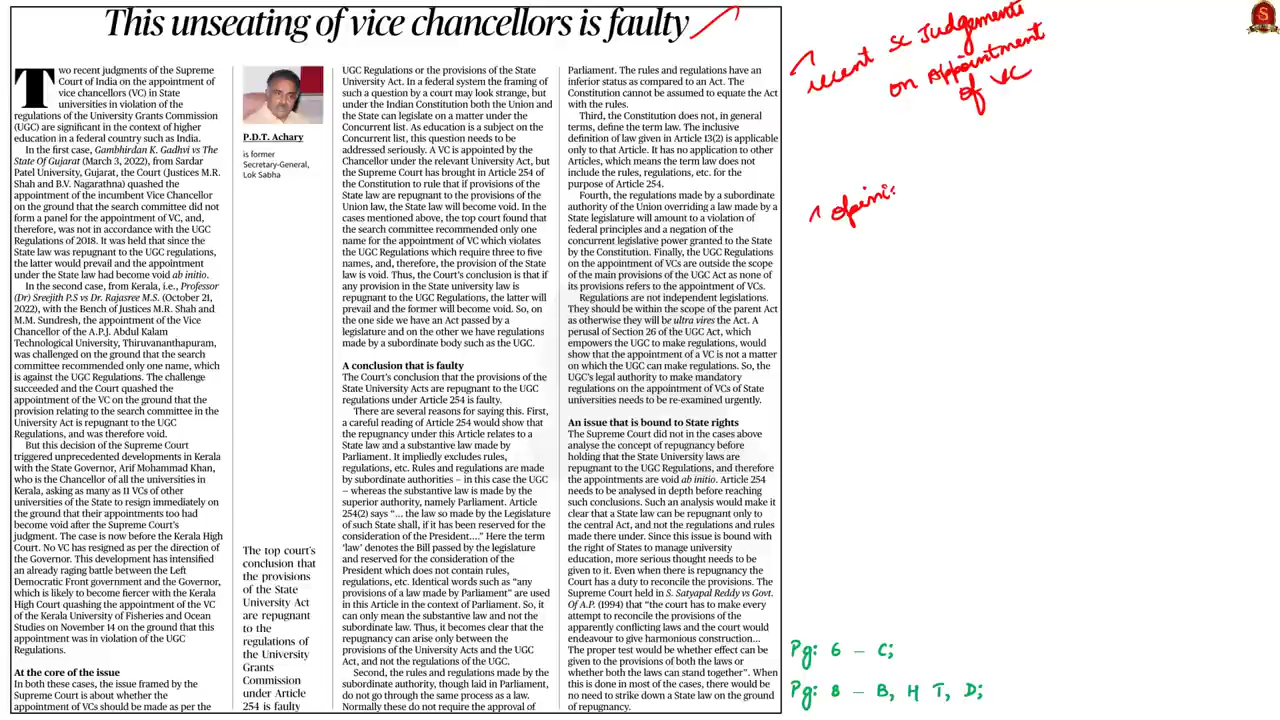 This unseating of vice chancellors is faulty
Two recent judgments of the Supreme
Court of India on the appointment of
vice chancellors (VC) in State
universities in violation of the
regulations of the University Grants Commission
(UGC) are significant in the context of higher
education in a federal country such as India.
In the first case, Gambhirdan K. Gadhvi vs The
State Of Gujarat (March 3, 2022), from Sardar
Patel University, Gujarat, the Court (Justices M.R.
Shah and B.V. Nagarathna) quashed the
appointment of the incumbent Vice Chancellor
on the ground that the search committee did not
form a panel for the appointment of VC, and,
therefore, was not in accordance with the UGC
Regulations of 2018. It was held that since the
State law was repugnant to the UGC regulations,
the latter would prevail and the appointment
under the State law had become void ab initio.
In the second case, from Kerala, i.e., Professor
(Dr) Sreejith P.S vs Dr. Rajasree M.S. (October 21,
2022), with the Bench of Justices M.R. Shah and
M.M. Sundresh, the appointment of the Vice
Chancellor of the A.P.J. Abdul Kalam
Technological University, Thiruvananthapuram,
was challenged on the ground that the search
committee recommended only one name, which
is against the UGC Regulations. The challenge
succeeded and the Court quashed the
appointment of the VC on the ground that the
provision relating to the search committee in the
University Act is repugnant to the UGC
Regulations, and was therefore void.
But this decision of the Supreme Court
triggered unprecedented developments in Kerala
with the State Governor, Arif Mohammad Khan,
who is the Chancellor of all the universities in
Kerala, asking as many as 11 VCs of other
universities of the State to resign immediately on
the ground that their appointments too had
become void after the Supreme Court's
judgment. The case is now before the Kerala High
Court. No VC has resigned as per the direction of
the Governor. This development has intensified
an already raging battle between the Left
Democratic Front government and the Governor,
which is likely to become fiercer with the Kerala
High Court quashing the appointment of the VC
of the Kerala University of Fisheries and Ocean
Studies on November 14 on the ground that this
appointment was in violation of the UGC
Regulations.
At the core of the issue
In both these cases, the issue framed by the
Supreme Court is about whether the
appointment of VCs should be made as per the
P.D.T. Achary
is former
Secretary-General,
Lok Sabha
The top court's
conclusion that
the provisions
of the State
University Act
are repugnant
to the
regulations of
the University
Grants
Commission
under Article
254 is faulty
UGC Regulations or the provisions of the State
University Act. In a federal system the framing of
such a question by a court may look strange, but
under the Indian Constitution both the Union and
the State can legislate on a matter under the
Concurrent list. As education is a subject on the
Concurrent list, this question needs to be
addressed seriously. A VC is appointed by the
Chancellor under the relevant University Act, but
the Supreme Court has brought in Article 254 of
the Constitution to rule that if provisions of the
State law are repugnant to the provisions of the
Union law, the State law will become void. In the
cases mentioned above, the top court found that
the search committee recommended only one
name for the appointment of VC which violates
the UGC Regulations which require three to five
names, and, therefore, the provision of the State
law is void. Thus, the Court's conclusion is that if
any provision in the State university law is
repugnant to the UGC Regulations, the latter will
prevail and the former will become void. So, on
the one side we have an Act passed by a
legislature and on the other we have regulations
made by a subordinate body such as the UGC.
A conclusion that is faulty
The Court's conclusion that the provisions of the
State University Acts are repugnant to the UGC
regulations under Article 254 is faulty.
There are several reasons for saying this. First,
a careful reading of Article 254 would show that
the repugnancy under this Article relates to a
State law and a substantive law made by
Parliament. It impliedly excludes rules,
regulations, etc. Rules and regulations are made
by subordinate authorities – in this case the UGC
– whereas the substantive law is made by the
superior authority, namely Parliament. Article
254(2) says “... the law so made by the Legislature
of such State shall, if it has been reserved for the
consideration of the President....” Here the term
‘law’ denotes the Bill passed by the legislature
and reserved for the consideration of the
President which does not contain rules,
regulations, etc. Identical words such as “any
provisions of a law made by Parliament” are used
in this Article in the context of Parliament. So, it
can only mean the substantive law and not the
subordinate law. Thus, it becomes clear that the
repugnancy can arise only between the
provisions of the University Acts and the UGC
Act, and not the regulations of the UGC.
Second, the rules and regulations made by the
subordinate authority, though laid in Parliament,
do not go through the same process as a law.
Normally these do not require the approval of
Parliament. The rules and regulations have an
inferior status as compared to an Act. The
Constitution cannot be assumed to equate the Act
with the rules.
Third, the Constitution does not, in general
terms, define the term law. The inclusive
definition of law given in Article 13(2) is applicable
only to that Article. It has no application to other
Articles, which means the term law does not
include the rules, regulations, etc. for the
purpose of Article 254.
Fourth, the regulations made by a subordinate
authority of the Union overriding a law made by a
State legislature will amount to a violation of
federal principles and a negation of the
concurrent legislative power granted to the State
by the Constitution. Finally, the UGC Regulations
on the appointment of VCs are outside the scope
of the main provisions of the UGC Act as none of
its provisions refers to the appointment of VCs.
Regulations are not independent legislations.
They should be within the scope of the parent Act
as otherwise they will be ultra vires the Act. A
perusal of Section 26 of the UGC Act, which
empowers the UGC to make regulations, would
show that the appointment of a VC is not a matter
on which the UGC can make regulations. So, the
UGC's legal authority to make mandatory
regulations on the appointment of VCs of State
universities needs to be re-examined urgently.
An issue that is bound to State rights
The Supreme Court did not in the cases above
analyse the concept of repugnancy before
holding that the State University laws are
repugnant to the UGC Regulations, and therefore
the appointments are void ab initio. Article 254
needs to be analysed in depth before reaching
such conclusions. Such an analysis would make it
clear that a State law can be repugnant only to
the central Act, and not the regulations and rules
made there under. Since this issue is bound with
the right of States to manage university
education, more serious thought needs to be
given to it. Even when there is repugnancy the
Court has a duty to reconcile the provisions. The
Supreme Court held in S. Satyapal Reddy vs Govt.
Of A.P. (1994) that “the court has to make every
attempt to reconcile the provisions of the
apparently conflicting laws and the court would
endeavour to give harmonious construction...
The proper test would be whether effect can be
given to the provisions of both the laws or
whether both the laws can stand together”. When
this is done in most of the cases, there would be
no need to strike down a State law on the ground
of repugnancy.
recent SC Judgements
on Appointment
of VC
opini
Pg: 6 – C;
Pg: 8 – B, H T, D;
S